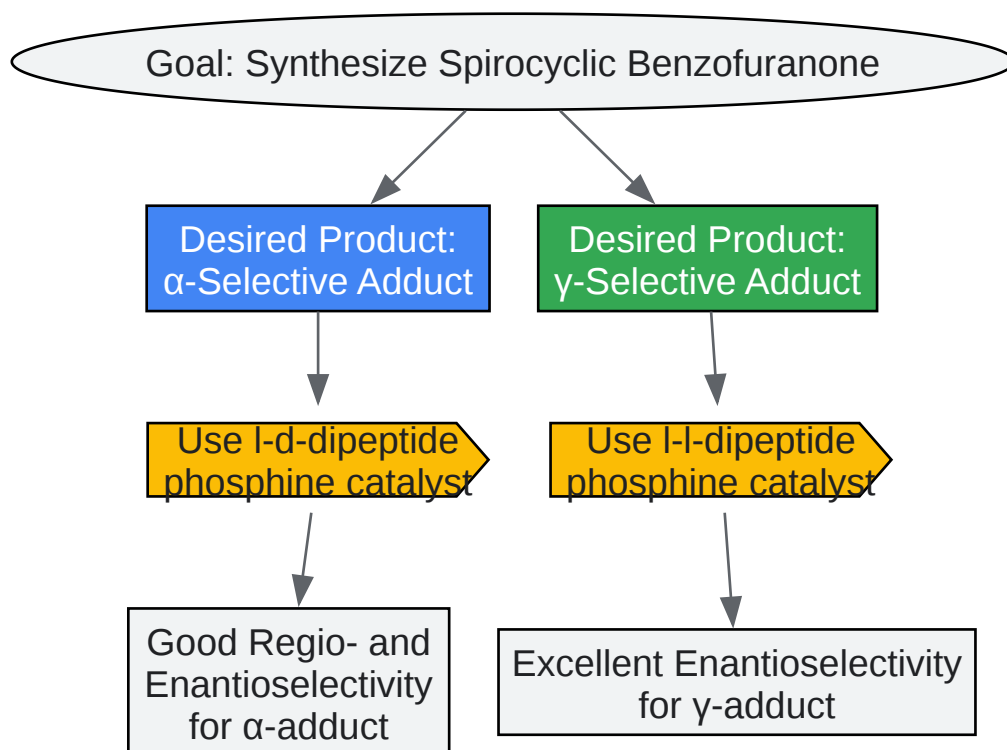 Goal: Synthesize Spirocyclic Benzofuranone
Desired Product:
α-Selective Adduct
Desired Product:
γ-Selective Adduct
Use l-d-dipeptide
phosphine catalyst
Use l-l-dipeptide
phosphine catalyst
Good Regio- and
Enantioselectivity
for α-adduct
Excellent Enantioselectivity
for γ-adduct